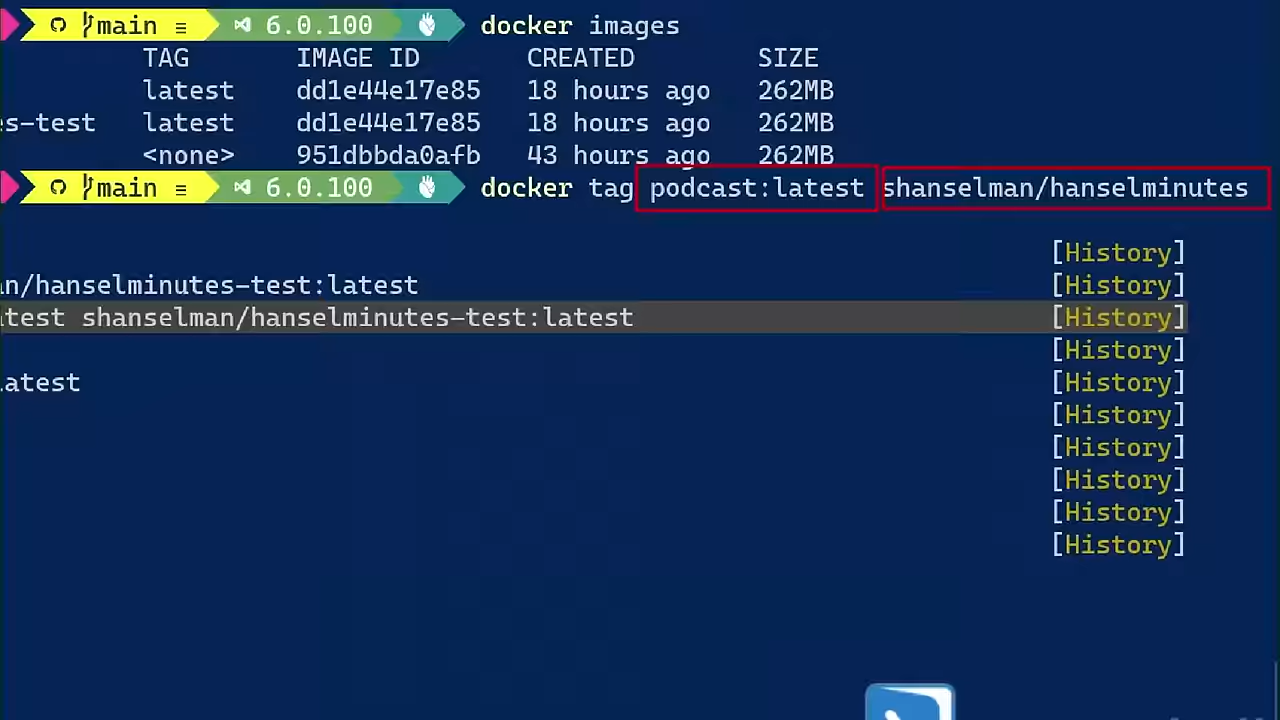 main ≡ 6.0.100 docker images
TAG IMAGE ID CREATED SIZE
latest dd1e44e17e85 18 hours ago 262MB
s-test latest dd1e44e17e85 18 hours ago 262MB
<none> 951dbbda0afb 43 hours ago 262MB
main ≡ 6.0.100 docker tag podcast:latest shanselman/hanselminutes
[History]
n/hanselminutes-test:latest [History]
test shanselman/hanselminutes-test:latest [History]
[History]
atest [History]
[History]
[History]
[History]
[History]
[History]